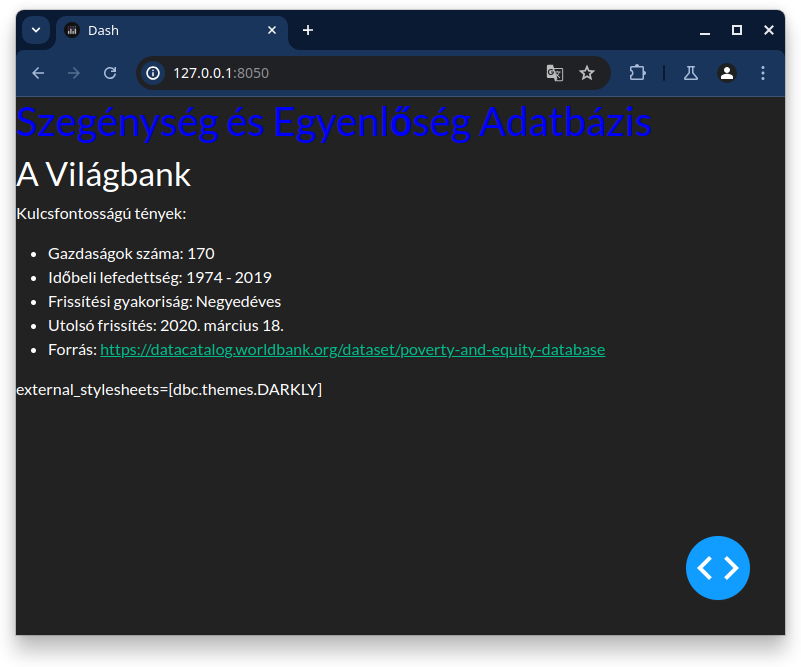 Dash
127.0.0.1:8050
Szegénység és Egyenlőség Adatbázis
A Világbank
Kulcsfontosságú tények:
Gazdaságok száma: 170
Időbeli lefedettség: 1974 - 2019
Frissítési gyakoriság: Negyedéves
Utolsó frissítés: 2020. március 18.
Forrás: https://datacatalog.worldbank.org/dataset/poverty-and-equity-database
external_stylesheets=[dbc.themes.DARKLY]